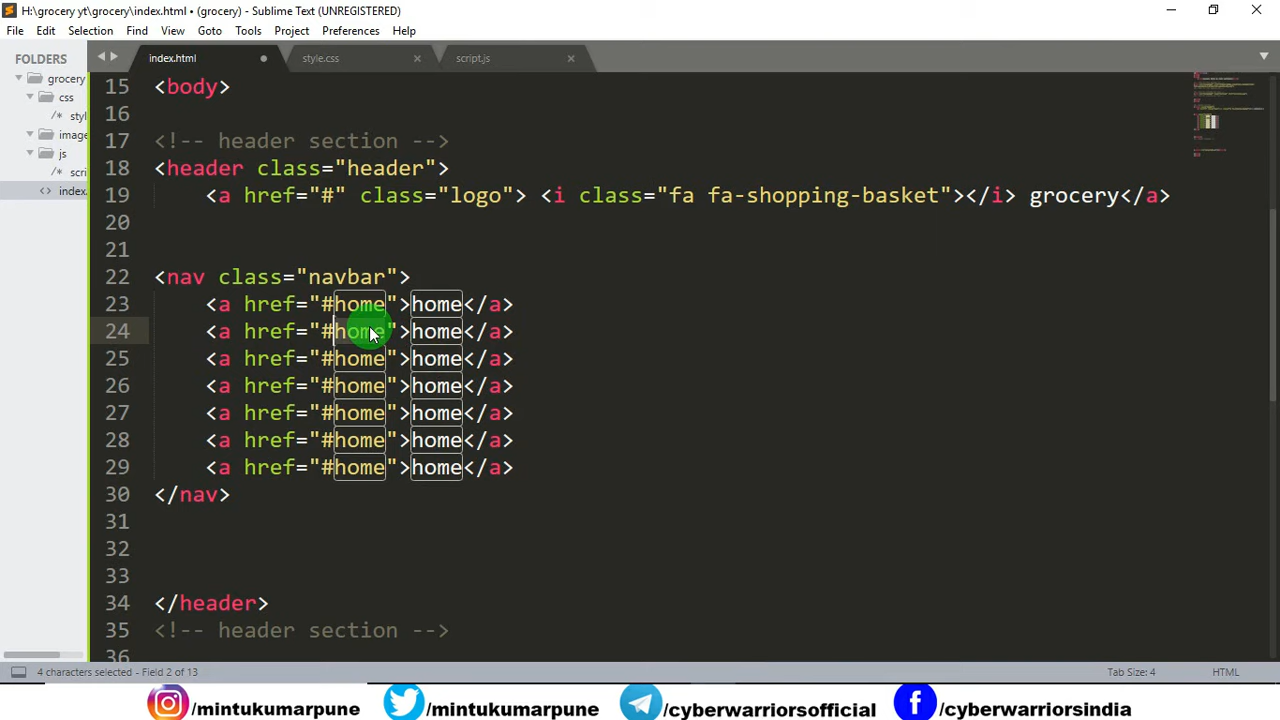 H:\grocery yt\grocery\index.html • (grocery) - Sublime Text (UNREGISTERED)
File Edit Selection Find View Goto Tools Project Preferences Help
FOLDERS
grocery
css
styl
image
js
scri
index.
index.html
style.css
script.js
15 <body>
16
17 <!-- header section -->
18 <header class="header">
19 <a href="#" class="logo"> <i class="fa fa-shopping-basket"></i> grocery</a>
20
21
22 <nav class="navbar">
23 <a href="#home">home</a>
24 <a href="#home">home</a>
25 <a href="#home">home</a>
26 <a href="#home">home</a>
27 <a href="#home">home</a>
28 <a href="#home">home</a>
29 <a href="#home">home</a>
30 </nav>
31
32
33
34 </header>
35 <!-- header section -->
36
4 characters selected - Field 2 of 13
Tab Size: 4
HTML
/mintukumarpune /mintukumarpune /cyberwarriorsofficial /cyberwarriorsindia